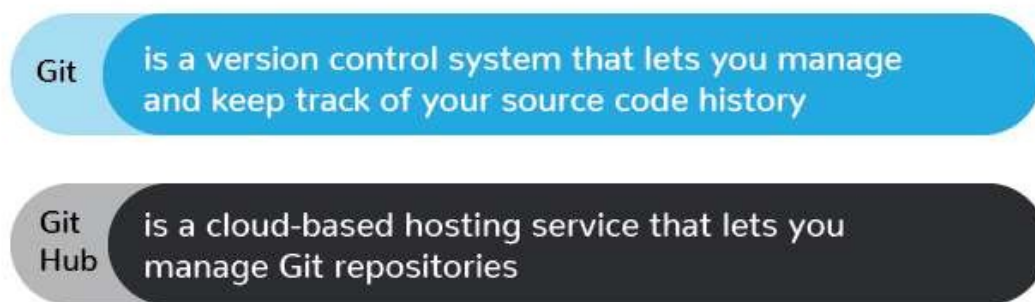 Git
is a version control system that lets you manage
and keep track of your source code history
Git
Hub
is a cloud-based hosting service that lets you
manage Git repositories